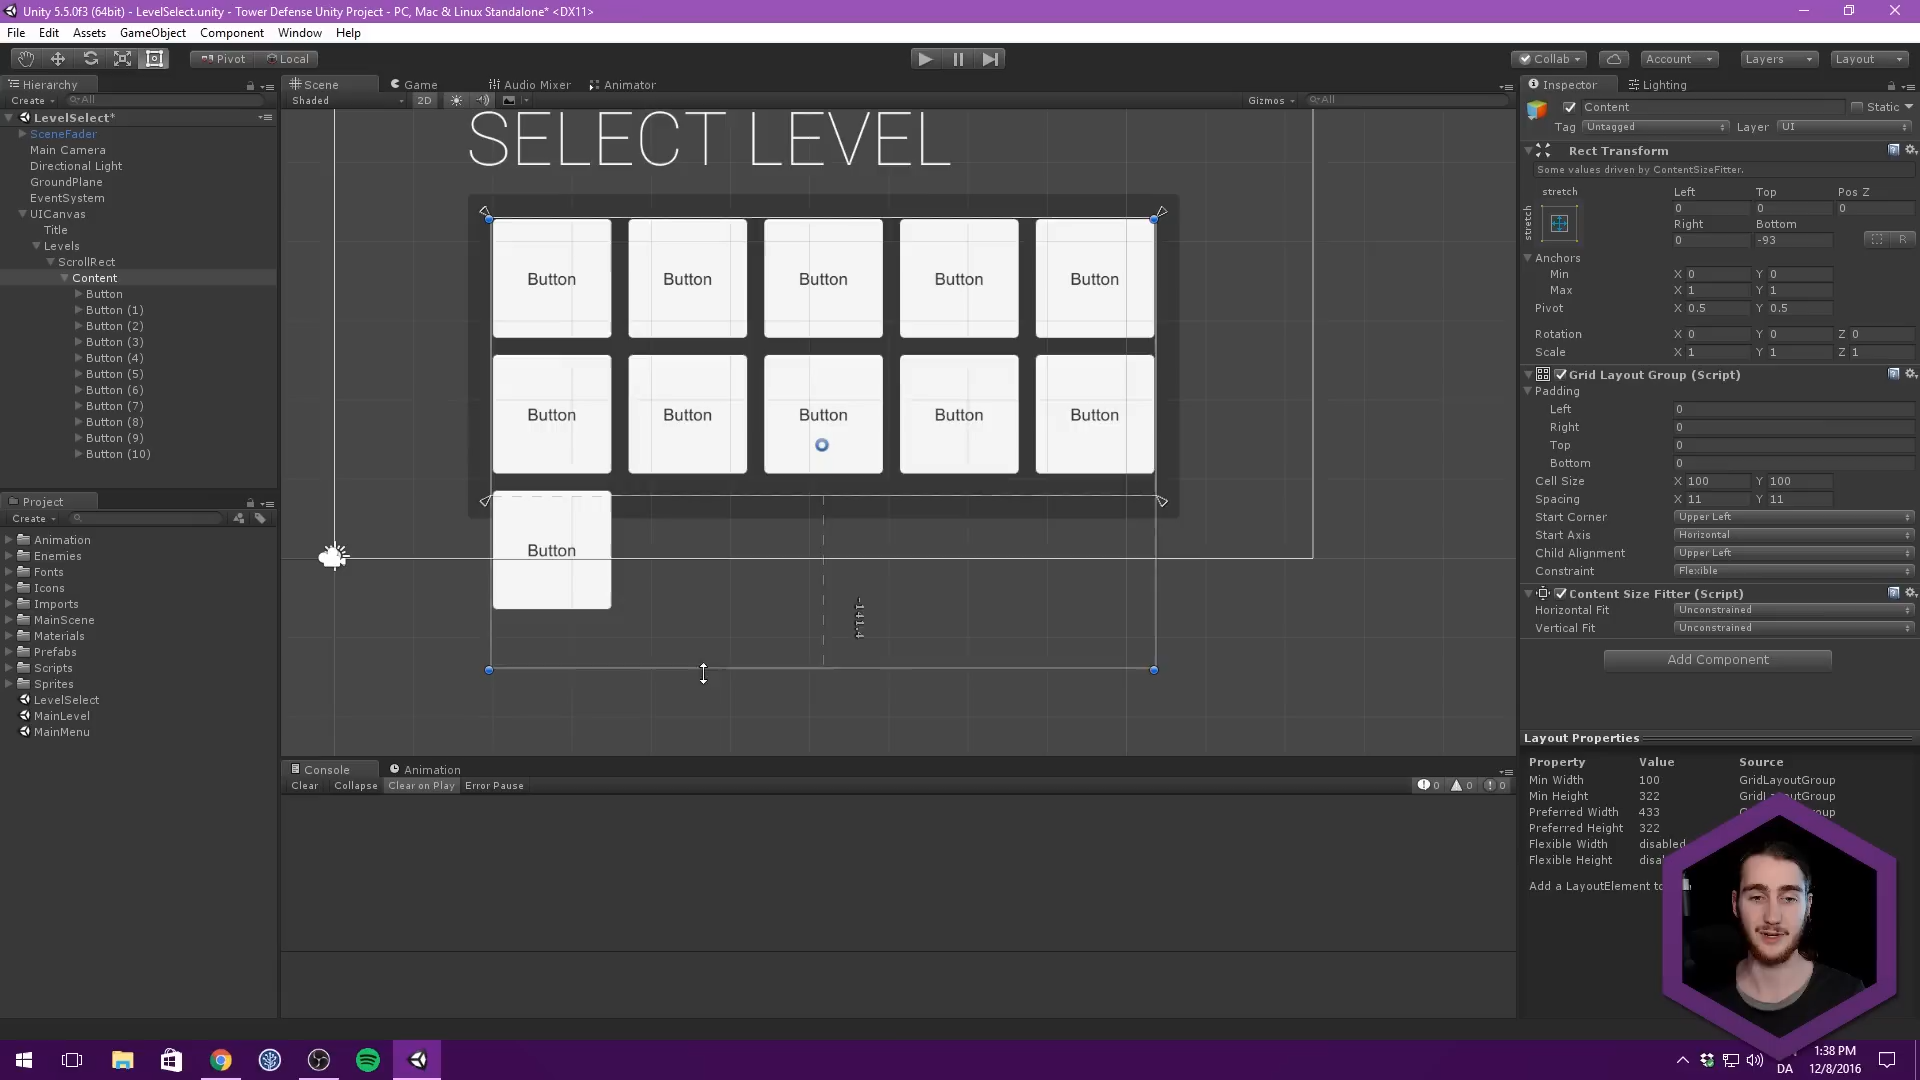 Unity 5.5.0f3 (64bit) - LevelSelect.unity - Tower Defense Unity Project - PC, Mac & Linux Standalone* <DX11>
File Edit Assets GameObject Component Window Help
Pivot Local Collab Account Layers Layout
Hierarchy Scene Game Audio Mixer Animator Inspector Lighting
Create All Shaded 2D Gizmos All
LevelSelect*
SceneFader
Main Camera
Directional Light
GroundPlane
EventSystem
UICanvas
Title
Levels
ScrollRect
Content
Button
Button (1)
Button (2)
Button (3)
Button (4)
Button (5)
Button (6)
Button (7)
Button (8)
Button (9)
Button (10)
Project
Create
Animation
Enemies
Fonts
Icons
Imports
MainScene
Materials
Prefabs
Scripts
Sprites
LevelSelect
MainLevel
MainMenu
SELECT LEVEL
Button Button Button Button Button
Button Button Button Button Button
Button
-141.4
Console Animation
Clear Collapse Clear on Play Error Pause 0 0 0
Content Static
Tag Untagged Layer UI
Rect Transform
Some values driven by ContentSizeFitter.
stretch Left Top Pos Z
stretch 0 0 0
Right Bottom
0 -93 R
Anchors
Min X 0 Y 0
Max X 1 Y 1
Pivot X 0.5 Y 0.5
Rotation X 0 Y 0 Z 0
Scale X 1 Y 1 Z 1
Grid Layout Group (Script)
Padding
Left 0
Right 0
Top 0
Bottom 0
Cell Size X 100 Y 100
Spacing X 11 Y 11
Start Corner Upper Left
Start Axis Horizontal
Child Alignment Upper Left
Constraint Flexible
Content Size Fitter (Script)
Horizontal Fit Unconstrained
Vertical Fit Unconstrained
Add Component
Layout Properties
Property Value Source
Min Width 100 GridLayoutGroup
Min Height 322 GridLayoutGroup
Preferred Width 433
Preferred Height 322
Flexible Width disabled
Flexible Height
Add a LayoutElement to
1:38 PM
DA 12/8/2016